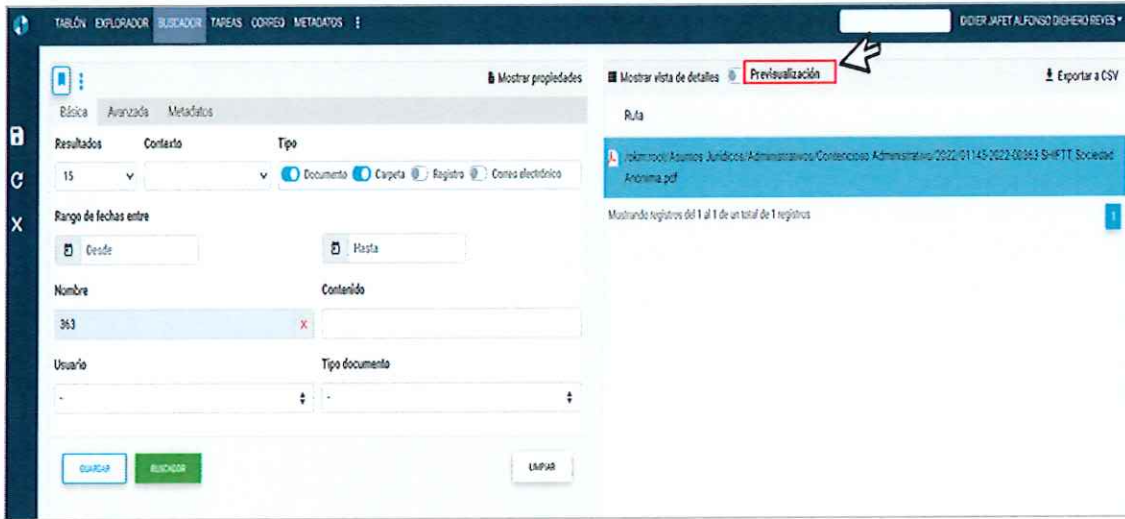 TABLÓN EXPLORADOR BUSCADOR TAREAS CORREO METADATOS
DIDIER JAFET ALFONSO DIGHERO REYES
Mostrar propiedades
Básica Avanzada Metadatos
Resultados Contexto Tipo
15 Documento Carpeta Registro Correo electrónico
Rango de fechas entre
Desde Hasta
Nombre Contenido
363 X
Usuario Tipo documento
- -
GUARDAR BUSCADOR LIMPIAR
Mostrar vista de detalles Previsualización Exportar a CSV
Ruta
/okm:root/Asuntos Jurídicos/Administrativos/Contencioso Administrativo/2022/01145-2022-00363 SHIFTT, Sociedad
Anonima.pdf
Mostrando registros del 1 al 1 de un total de 1 registros
1